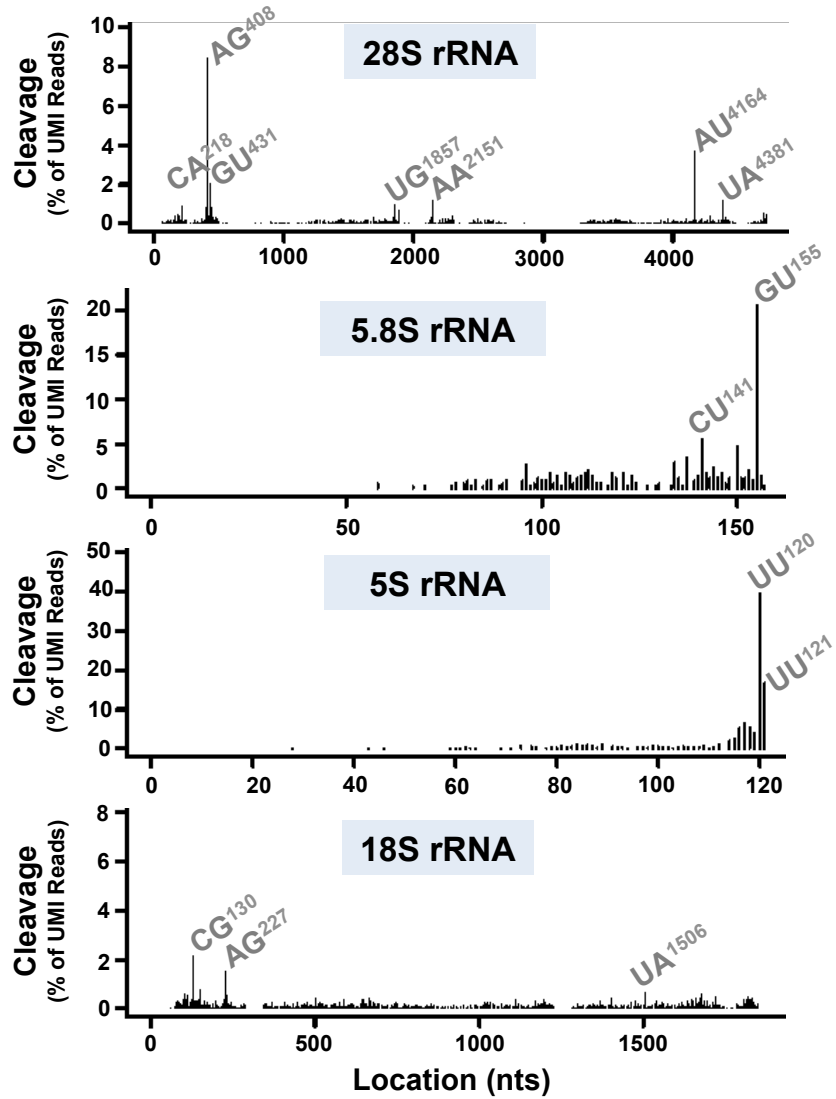 Cleavage
(% of UMI Reads)
10
8
6
4
2
0
28S rRNA
AG408
CA218
GU431
UG1857
AA2151
AU4164
UA4381
0 1000 2000 3000 4000
Cleavage
(% of UMI Reads)
20
15
10
5
0
5.8S rRNA
CU141
GU155
0 50 100 150
Cleavage
(% of UMI Reads)
50
40
30
20
10
0
5S rRNA
UU120
UU121
0 20 40 60 80 100 120
Cleavage
(% of UMI Reads)
8
6
4
2
0
18S rRNA
CG130
AG227
UA1506
0 500 1000 1500
Location (nts)